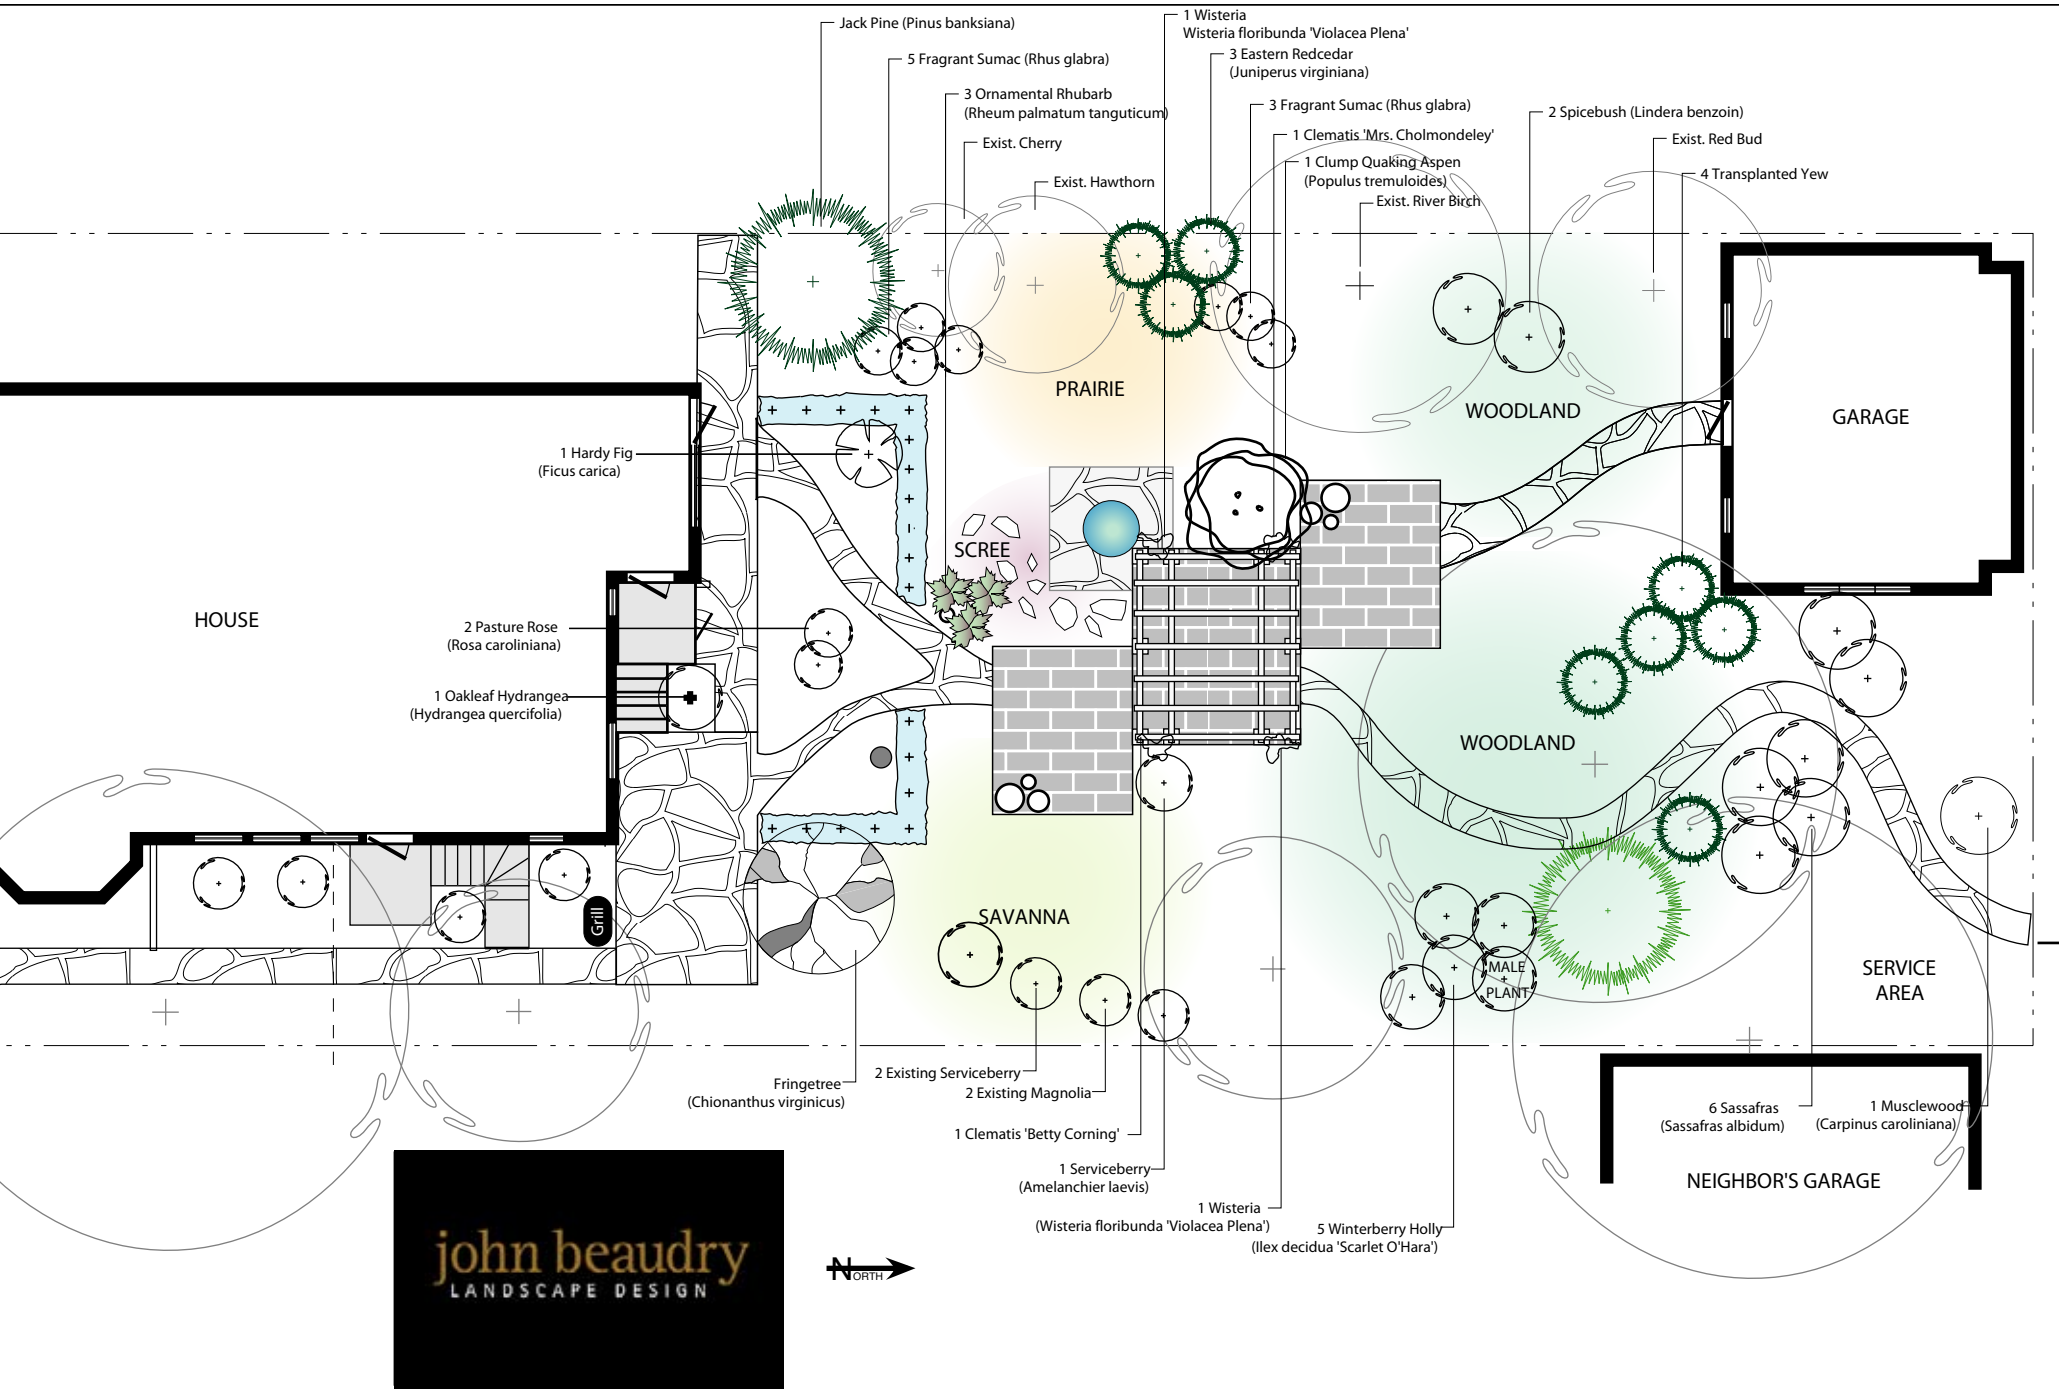 Jack Pine (Pinus banksiana)
5 Fragrant Sumac (Rhus glabra)
3 Ornamental Rhubarb
(Rheum palmatum tanguticum)
Exist. Cherry
Exist. Hawthorn
1 Wisteria
Wisteria floribunda 'Violacea Plena'
3 Eastern Redcedar
(Juniperus virginiana)
3 Fragrant Sumac (Rhus glabra)
1 Clematis 'Mrs. Cholmondeley'
1 Clump Quaking Aspen
(Populus tremuloides)
Exist. River Birch
2 Spicebush (Lindera benzoin)
Exist. Red Bud
4 Transplanted Yew
PRAIRIE
WOODLAND
GARAGE
1 Hardy Fig
(Ficus carica)
SCREE
HOUSE
2 Pasture Rose
(Rosa caroliniana)
1 Oakleaf Hydrangea
(Hydrangea quercifolia)
WOODLAND
Grill
SAVANNA
MALE
PLANT
SERVICE
AREA
Fringetree
(Chionanthus virginicus)
2 Existing Serviceberry
2 Existing Magnolia
1 Clematis 'Betty Corning'
1 Serviceberry
(Amelanchier laevis)
1 Wisteria
(Wisteria floribunda 'Violacea Plena')
5 Winterberry Holly
(Ilex decidua 'Scarlet O'Hara')
6 Sassafras
(Sassafras albidum)
1 Musclewood
(Carpinus caroliniana)
NEIGHBOR'S GARAGE
john beaudry
LANDSCAPE DESIGN
NORTH